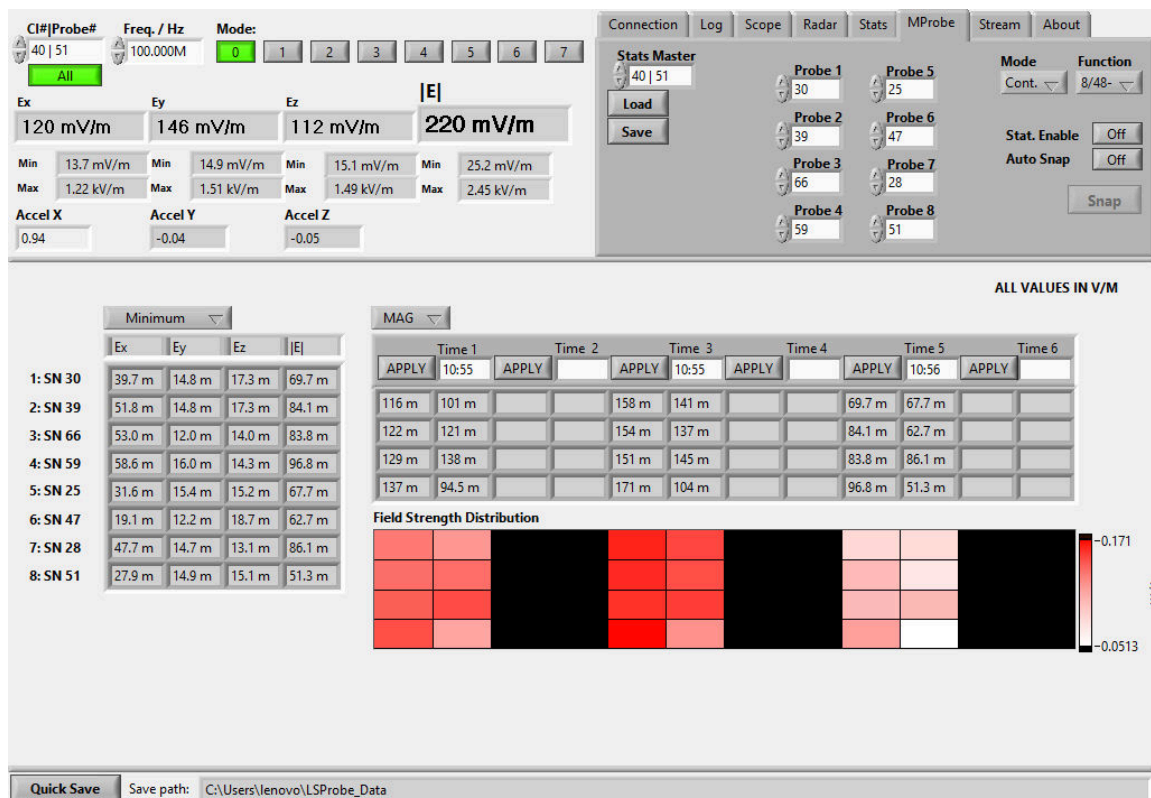 CI#|Probe# Freq. / Hz Mode:
40 | 51 100.000M 0 1 2 3 4 5 6 7
All
Ex Ey Ez |E|
120 mV/m 146 mV/m 112 mV/m 220 mV/m
Min 13.7 mV/m Min 14.9 mV/m Min 15.1 mV/m Min 25.2 mV/m
Max 1.22 kV/m Max 1.51 kV/m Max 1.49 kV/m Max 2.45 kV/m
Accel X Accel Y Accel Z
0.94 -0.04 -0.05
Connection Log Scope Radar Stats MProbe Stream About
Stats Master
40 | 51
Load
Save
Probe 1 Probe 5
30 25
Probe 2 Probe 6
39 47
Probe 3 Probe 7
66 28
Probe 4 Probe 8
59 51
Mode Function
Cont. 8/48-
Stat. Enable Off
Auto Snap Off
Snap
ALL VALUES IN V/M
Minimum
Ex Ey Ez |E|
1: SN 30 39.7 m 14.8 m 17.3 m 69.7 m
2: SN 39 51.8 m 14.8 m 17.3 m 84.1 m
3: SN 66 53.0 m 12.0 m 14.0 m 83.8 m
4: SN 59 58.6 m 16.0 m 14.3 m 96.8 m
5: SN 25 31.6 m 15.4 m 15.2 m 67.7 m
6: SN 47 19.1 m 12.2 m 18.7 m 62.7 m
7: SN 28 47.7 m 14.7 m 13.1 m 86.1 m
8: SN 51 27.9 m 14.9 m 15.1 m 51.3 m
MAG
Time 1 Time 2 Time 3 Time 4 Time 5 Time 6
APPLY 10:55 APPLY APPLY 10:55 APPLY APPLY 10:56 APPLY
116 m 101 m 158 m 141 m 69.7 m 67.7 m
122 m 121 m 154 m 137 m 84.1 m 62.7 m
129 m 138 m 151 m 145 m 83.8 m 86.1 m
137 m 94.5 m 171 m 104 m 96.8 m 51.3 m
Field Strength Distribution
-0.171
-0.0513
Quick Save Save path: C:\Users\lenovo\LSProbe_Data